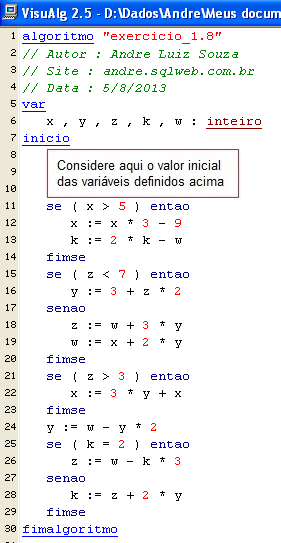 VisuAlg 2.5 - D:\Dados\Andre\Meus docum
1 algoritmo "exercicio_1.8"
2 // Autor : Andre Luiz Souza
3 // Site : andre.sqlweb.com.br
4 // Data : 5/8/2013
5 var
6 x , y , z , k , w : inteiro
7 inicio
8
Considere aqui o valor inicial
das variáveis definidos acima
10
11 se ( x > 5 ) entao
12 x := x * 3 - 9
13 k := 2 * k - w
14 fimse
15 se ( z < 7 ) entao
16 y := 3 + z * 2
17 senao
18 z := w + 3 * y
19 w := x + 2 * y
20 fimse
21 se ( z > 3 ) entao
22 x := 3 * y + x
23 fimse
24 y := w - y * 2
25 se ( k = 2 ) entao
26 z := w - k * 3
27 senao
28 k := z + 2 * y
29 fimse
30 fimalgoritmo